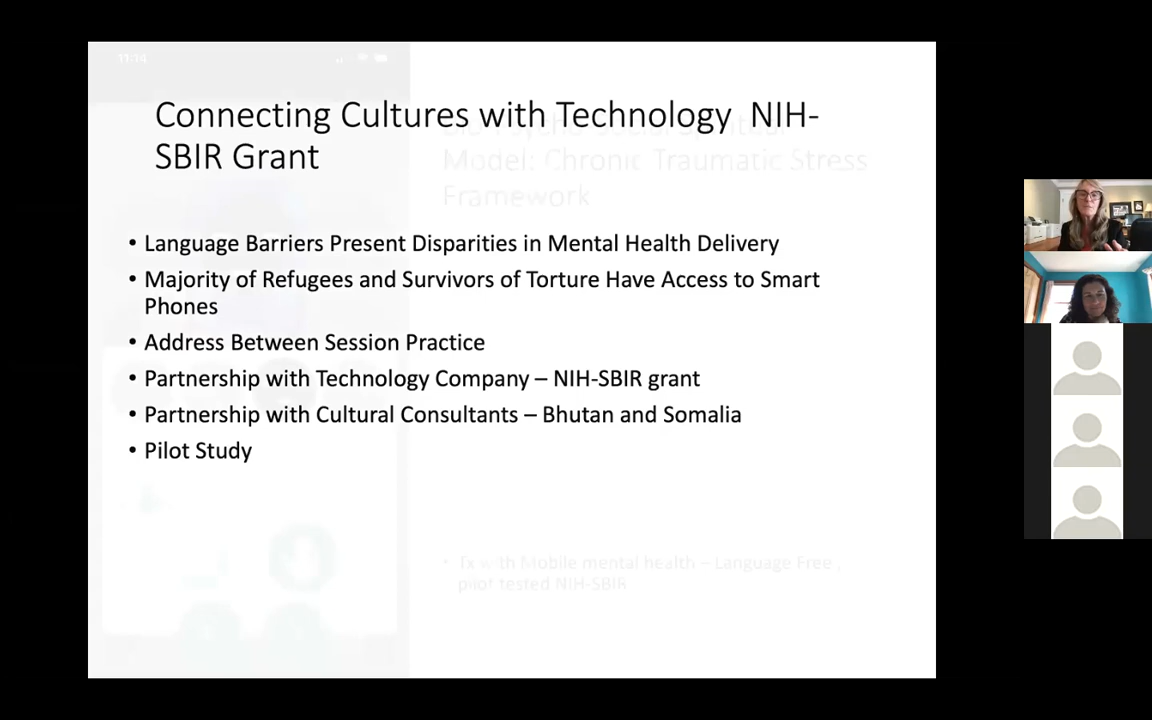 11:14
Connecting Cultures with Technology NIH-
SBIR Grant
Model: Chronic Traumatic Stress
Framework
• Language Barriers Present Disparities in Mental Health Delivery
• Majority of Refugees and Survivors of Torture Have Access to Smart
Phones
• Address Between Session Practice
• Partnership with Technology Company – NIH-SBIR grant
• Partnership with Cultural Consultants – Bhutan and Somalia
• Pilot Study
• Tx with Mobile mental health – Language Free ,
pilot tested NIH-SBIR